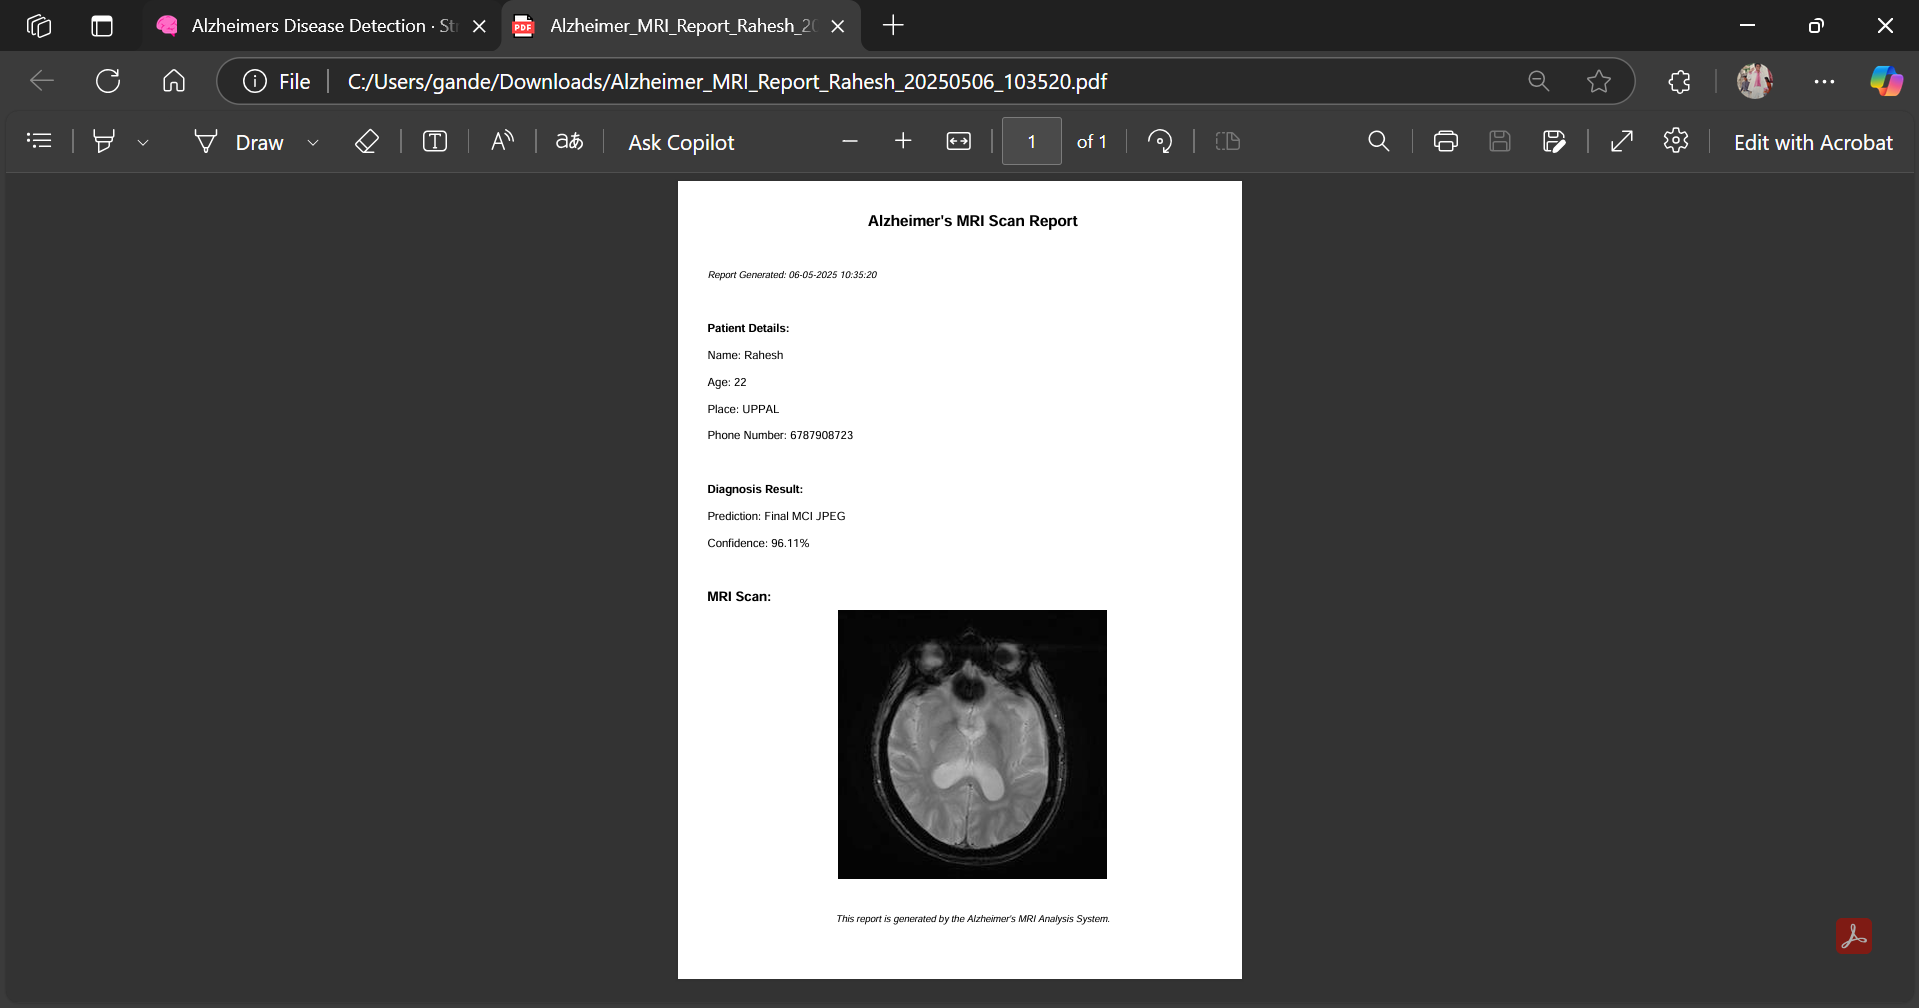 Alzheimers Disease Detection · St
Alzheimer_MRI_Report_Rahesh_20
File
C:/Users/gande/Downloads/Alzheimer_MRI_Report_Rahesh_20250506_103520.pdf
Draw
T
A
aあ
Ask Copilot
1
of 1
Edit with Acrobat
Alzheimer's MRI Scan Report
Report Generated: 06-05-2025 10:35:20
Patient Details:
Name: Rahesh
Age: 22
Place: UPPAL
Phone Number: 6787908723
Diagnosis Result:
Prediction: Final MCI JPEG
Confidence: 96.11%
MRI Scan:
This report is generated by the Alzheimer's MRI Analysis System.